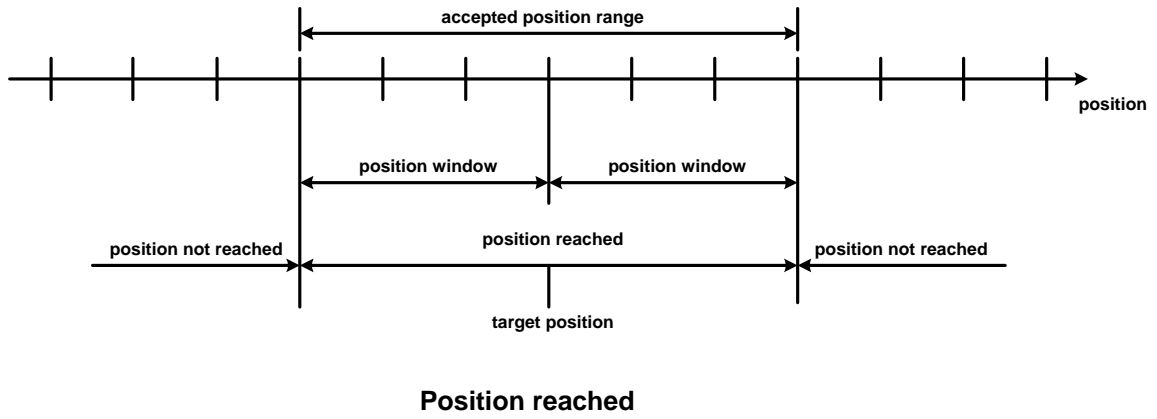 accepted position range
position
position window
position window
position not reached
position reached
position not reached
target position
Position reached